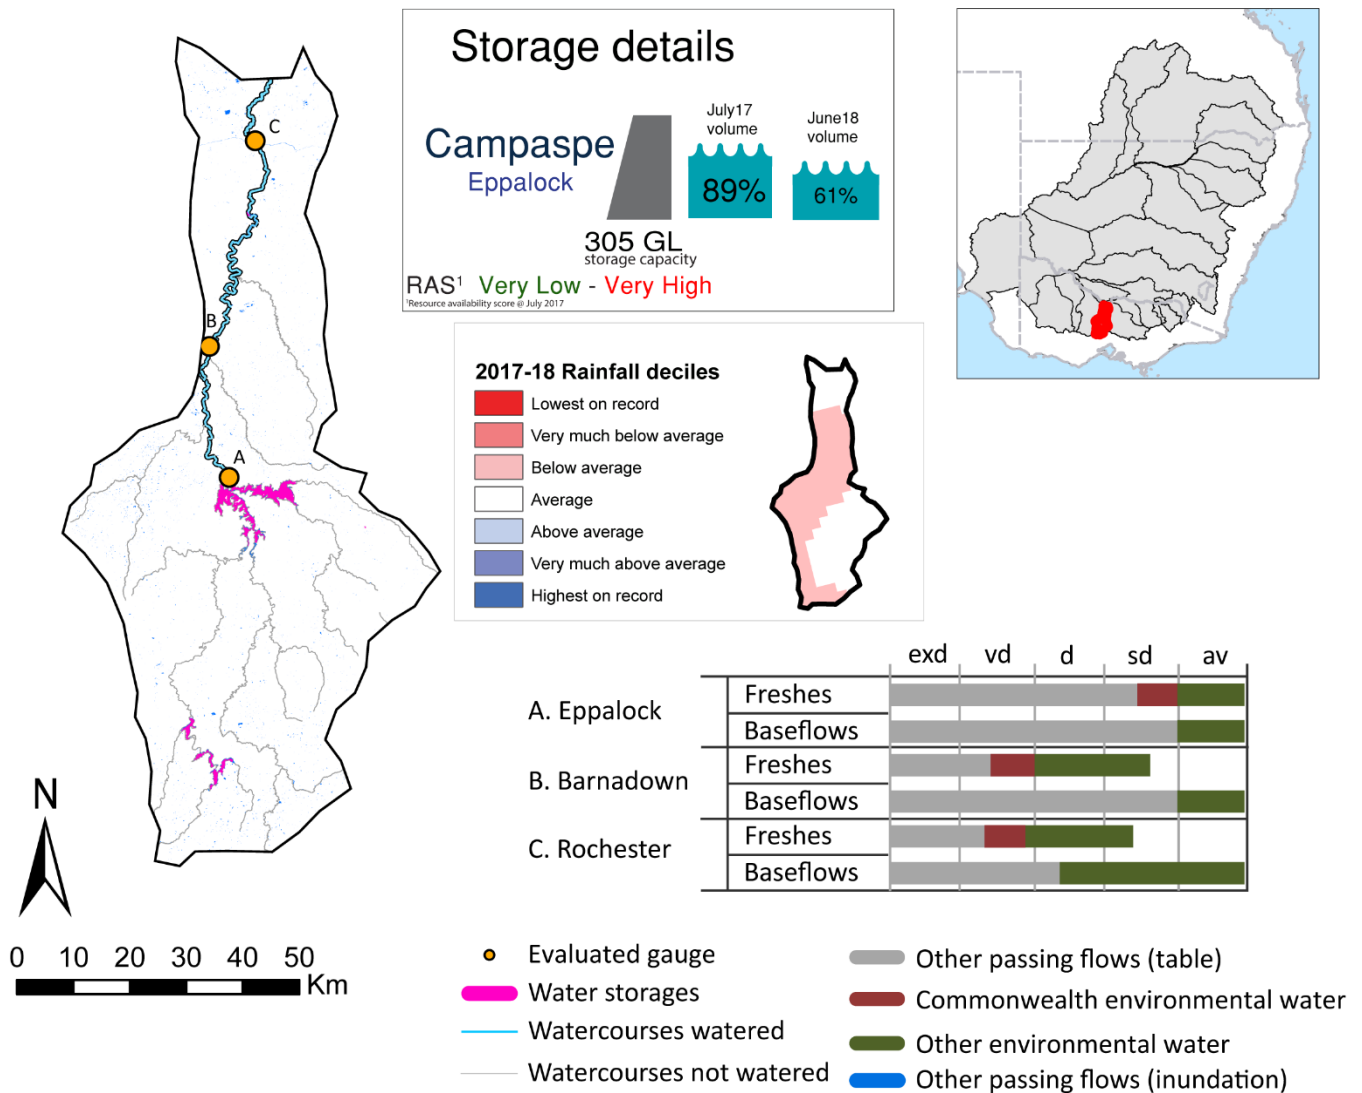 C
B
A
N
0 10 20 30 40 50
Km
Storage details
Campaspe
Eppalock
July17
volume
89%
June18
volume
61%
305 GL
storage capacity
RAS¹ Very Low - Very High
¹Resource availability score @ July 2017
2017-18 Rainfall deciles
Lowest on record
Very much below average
Below average
Average
Above average
Very much above average
Highest on record
exd vd d sd av
A. Eppalock
Freshes
Baseflows
B. Barnadown
Freshes
Baseflows
C. Rochester
Freshes
Baseflows
Evaluated gauge
Water storages
Watercourses watered
Watercourses not watered
Other passing flows (table)
Commonwealth environmental water
Other environmental water
Other passing flows (inundation)